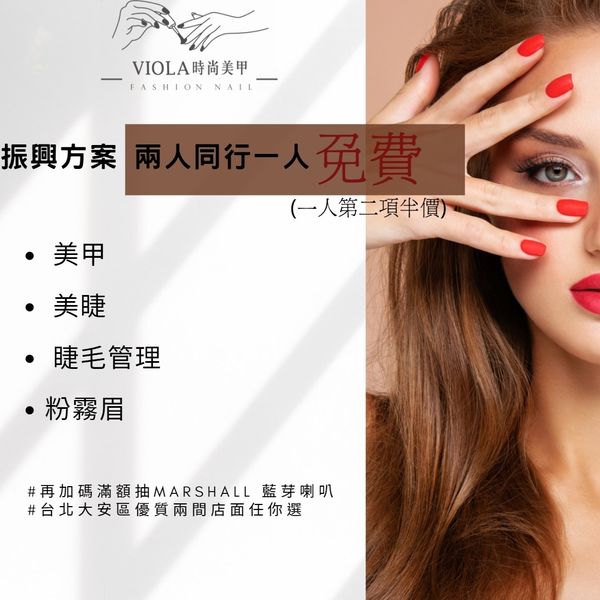 VIOLA時尚美甲
FASHION NAIL
振興方案 兩人同行一人免費
(一人第二項半價)
• 美甲
• 美睫
• 睫毛管理
• 粉霧眉
#再加碼滿額抽MARSHALL 藍芽喇叭
#台北大安區優質兩間店面任你選